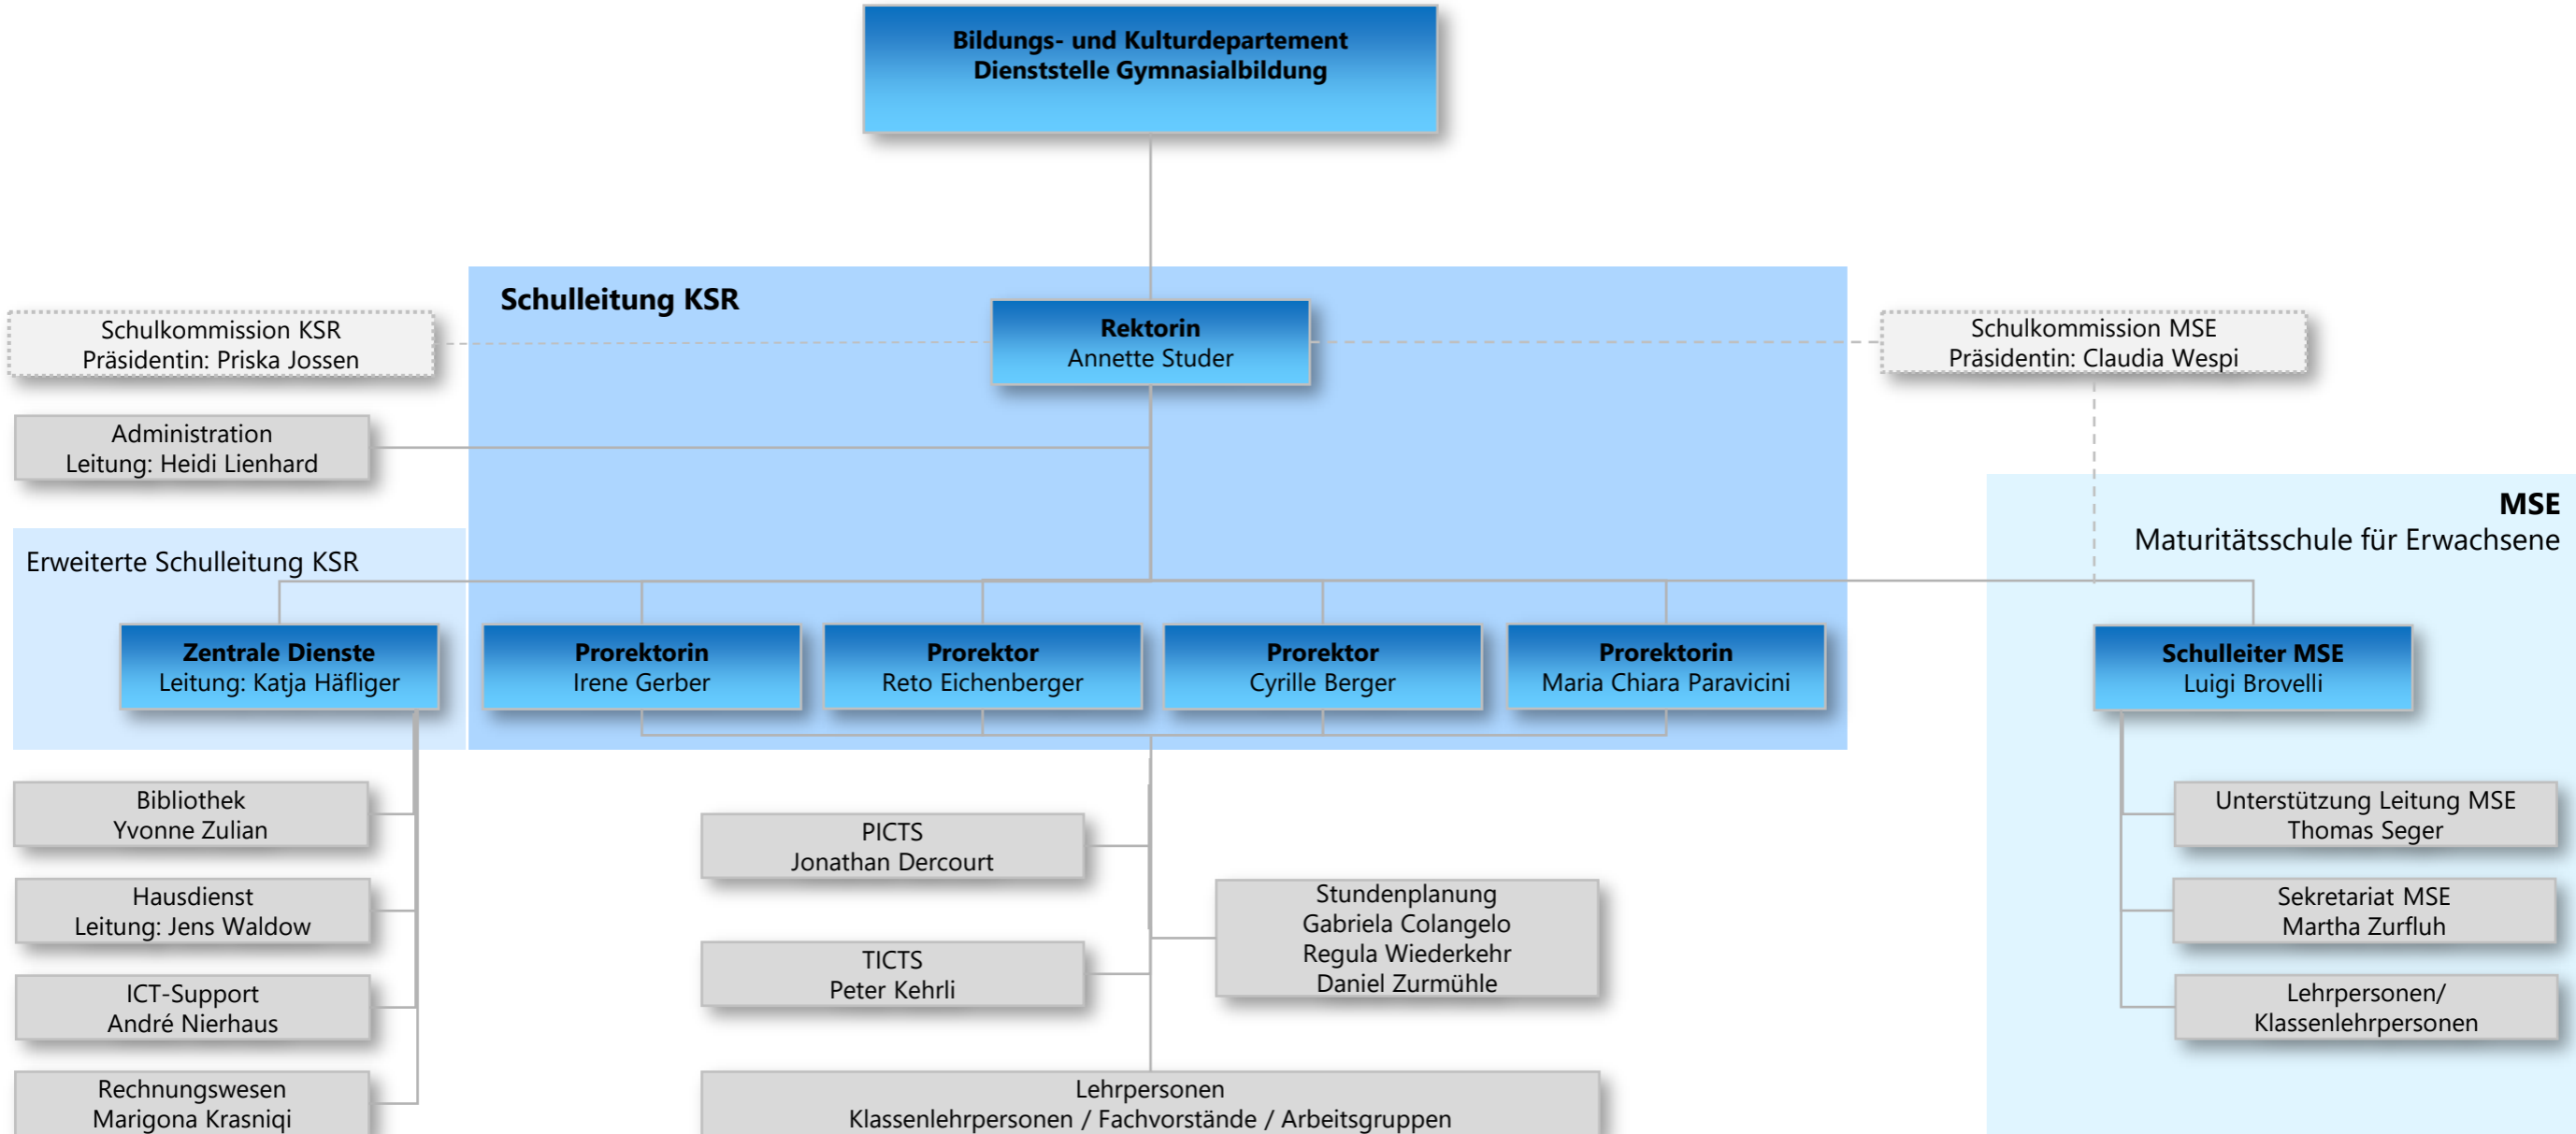 Bildungs- und Kulturdepartement
Dienststelle Gymnasialbildung
Schulleitung KSR
Rektorin
Annette Studer
Schulkommission KSR
Präsidentin: Priska Jossen
Schulkommission MSE
Präsidentin: Claudia Wespi
Administration
Leitung: Heidi Lienhard
MSE
Maturitätsschule für Erwachsene
Erweiterte Schulleitung KSR
Zentrale Dienste
Leitung: Katja Häfliger
Prorektorin
Irene Gerber
Prorektor
Reto Eichenberger
Prorektor
Cyrille Berger
Prorektorin
Maria Chiara Paravicini
Schulleiter MSE
Luigi Brovelli
Bibliothek
Yvonne Zulian
Hausdienst
Leitung: Jens Waldow
ICT-Support
André Nierhaus
Rechnungswesen
Marigona Krasniqi
PICTS
Jonathan Dercourt
TICTS
Peter Kehrli
Stundenplanung
Gabriela Colangelo
Regula Wiederkehr
Daniel Zurmühle
Lehrpersonen
Klassenlehrpersonen / Fachvorstände / Arbeitsgruppen
Unterstützung Leitung MSE
Thomas Seger
Sekretariat MSE
Martha Zurfluh
Lehrpersonen/
Klassenlehrpersonen